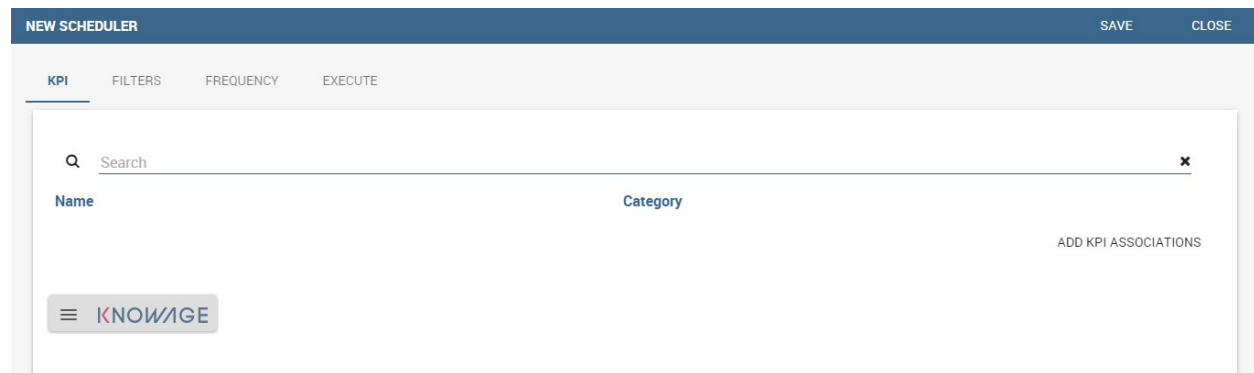 NEW SCHEDULER SAVE CLOSE
KPI FILTERS FREQUENCY EXECUTE
Search
Name Category
ADD KPI ASSOCIATIONS
KNOWAGE